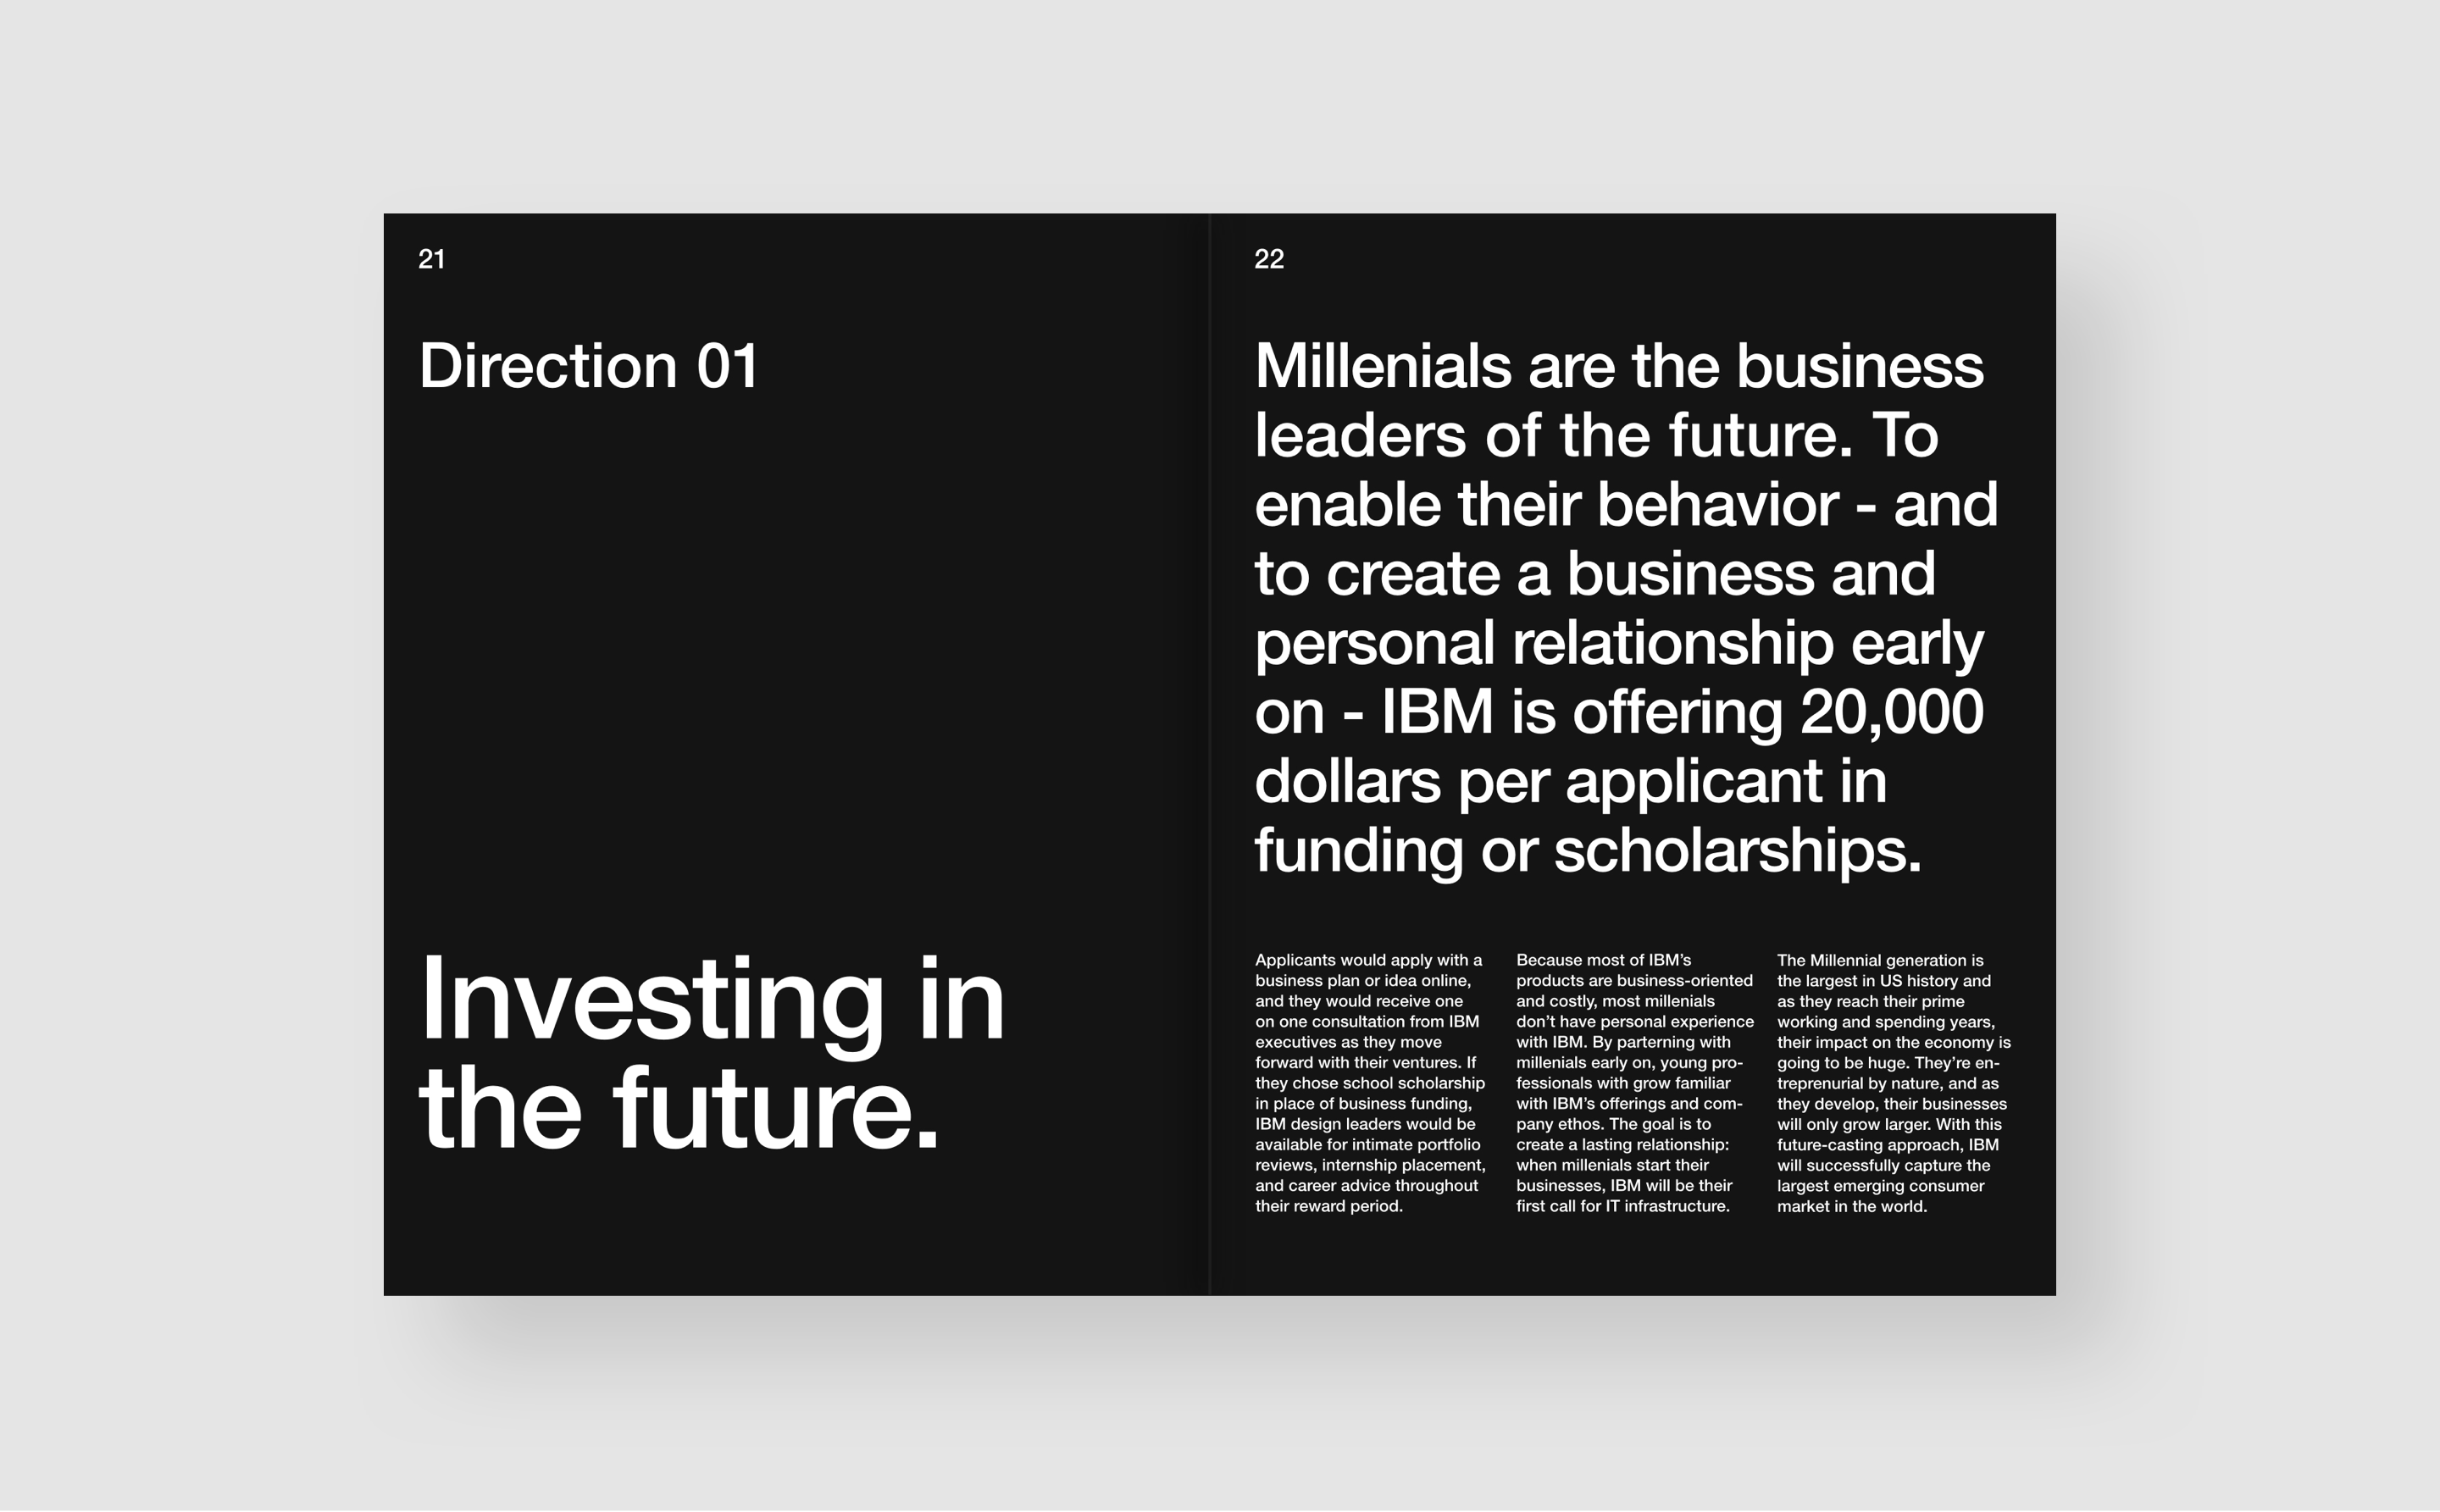 21
Direction 01
Investing in
the future.
22
Millenials are the business
leaders of the future. To
enable their behavior - and
to create a business and
personal relationship early
on - IBM is offering 20,000
dollars per applicant in
funding or scholarships.
Applicants would apply with a
business plan or idea online,
and they would receive one
on one consultation from IBM
executives as they move
forward with their ventures. If
they chose school scholarship
in place of business funding,
IBM design leaders would be
available for intimate portfolio
reviews, internship placement,
and career advice throughout
their reward period.
Because most of IBM’s
products are business-oriented
and costly, most millenials
don’t have personal experience
with IBM. By parterning with
millenials early on, young pro-
fessionals with grow familiar
with IBM’s offerings and com-
pany ethos. The goal is to
create a lasting relationship:
when millenials start their
businesses, IBM will be their
first call for IT infrastructure.
The Millennial generation is
the largest in US history and
as they reach their prime
working and spending years,
their impact on the economy is
going to be huge. They’re en-
treprenurial by nature, and as
they develop, their businesses
will only grow larger. With this
future-casting approach, IBM
will successfully capture the
largest emerging consumer
market in the world.